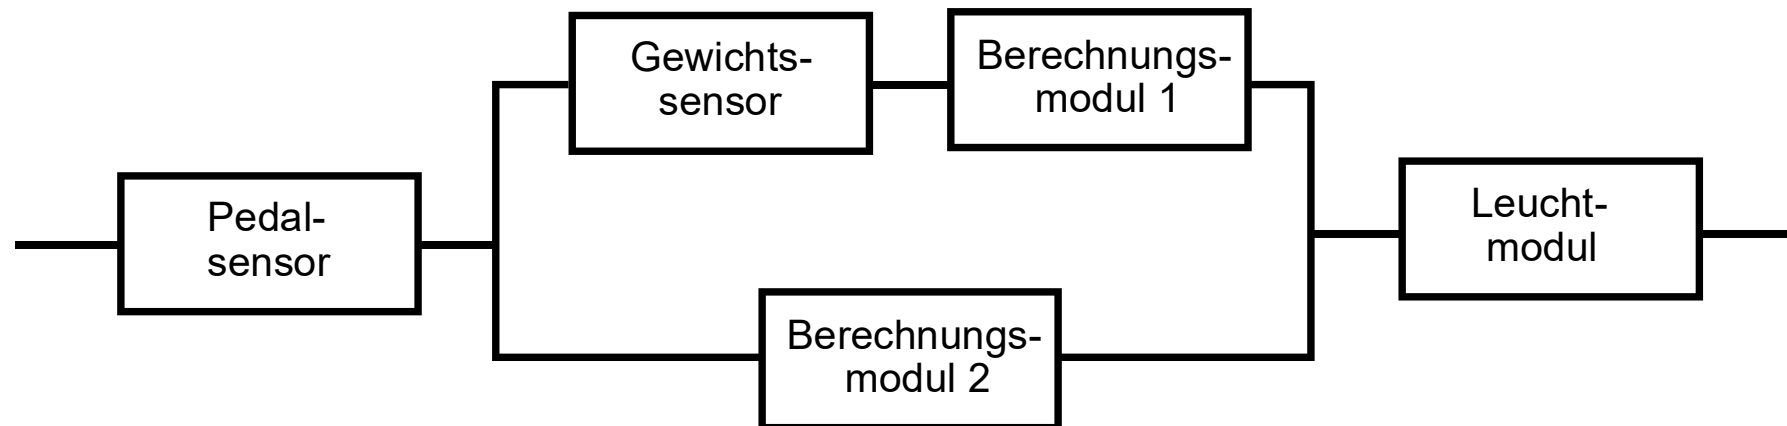 Pedal-
sensor
Gewichts-
sensor
Berechnungs-
modul 1
Berechnungs-
modul 2
Leucht-
modul